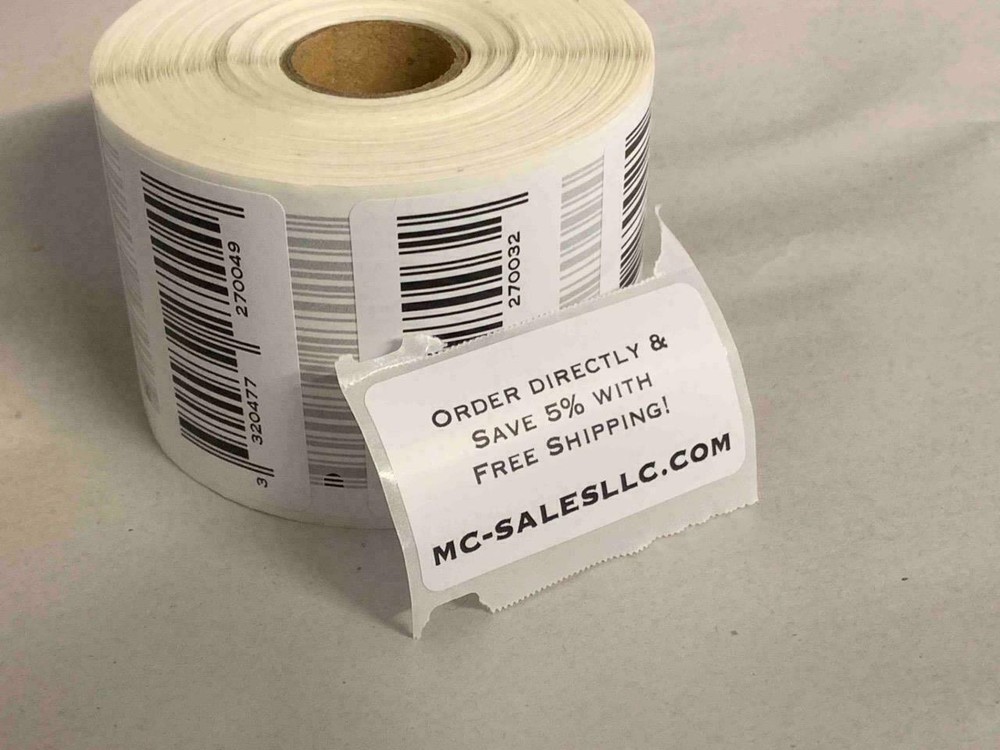 3 320477 270049
270032
ORDER DIRECTLY &
SAVE 5% WITH
FREE SHIPPING!
MC-SALESLLC.COM